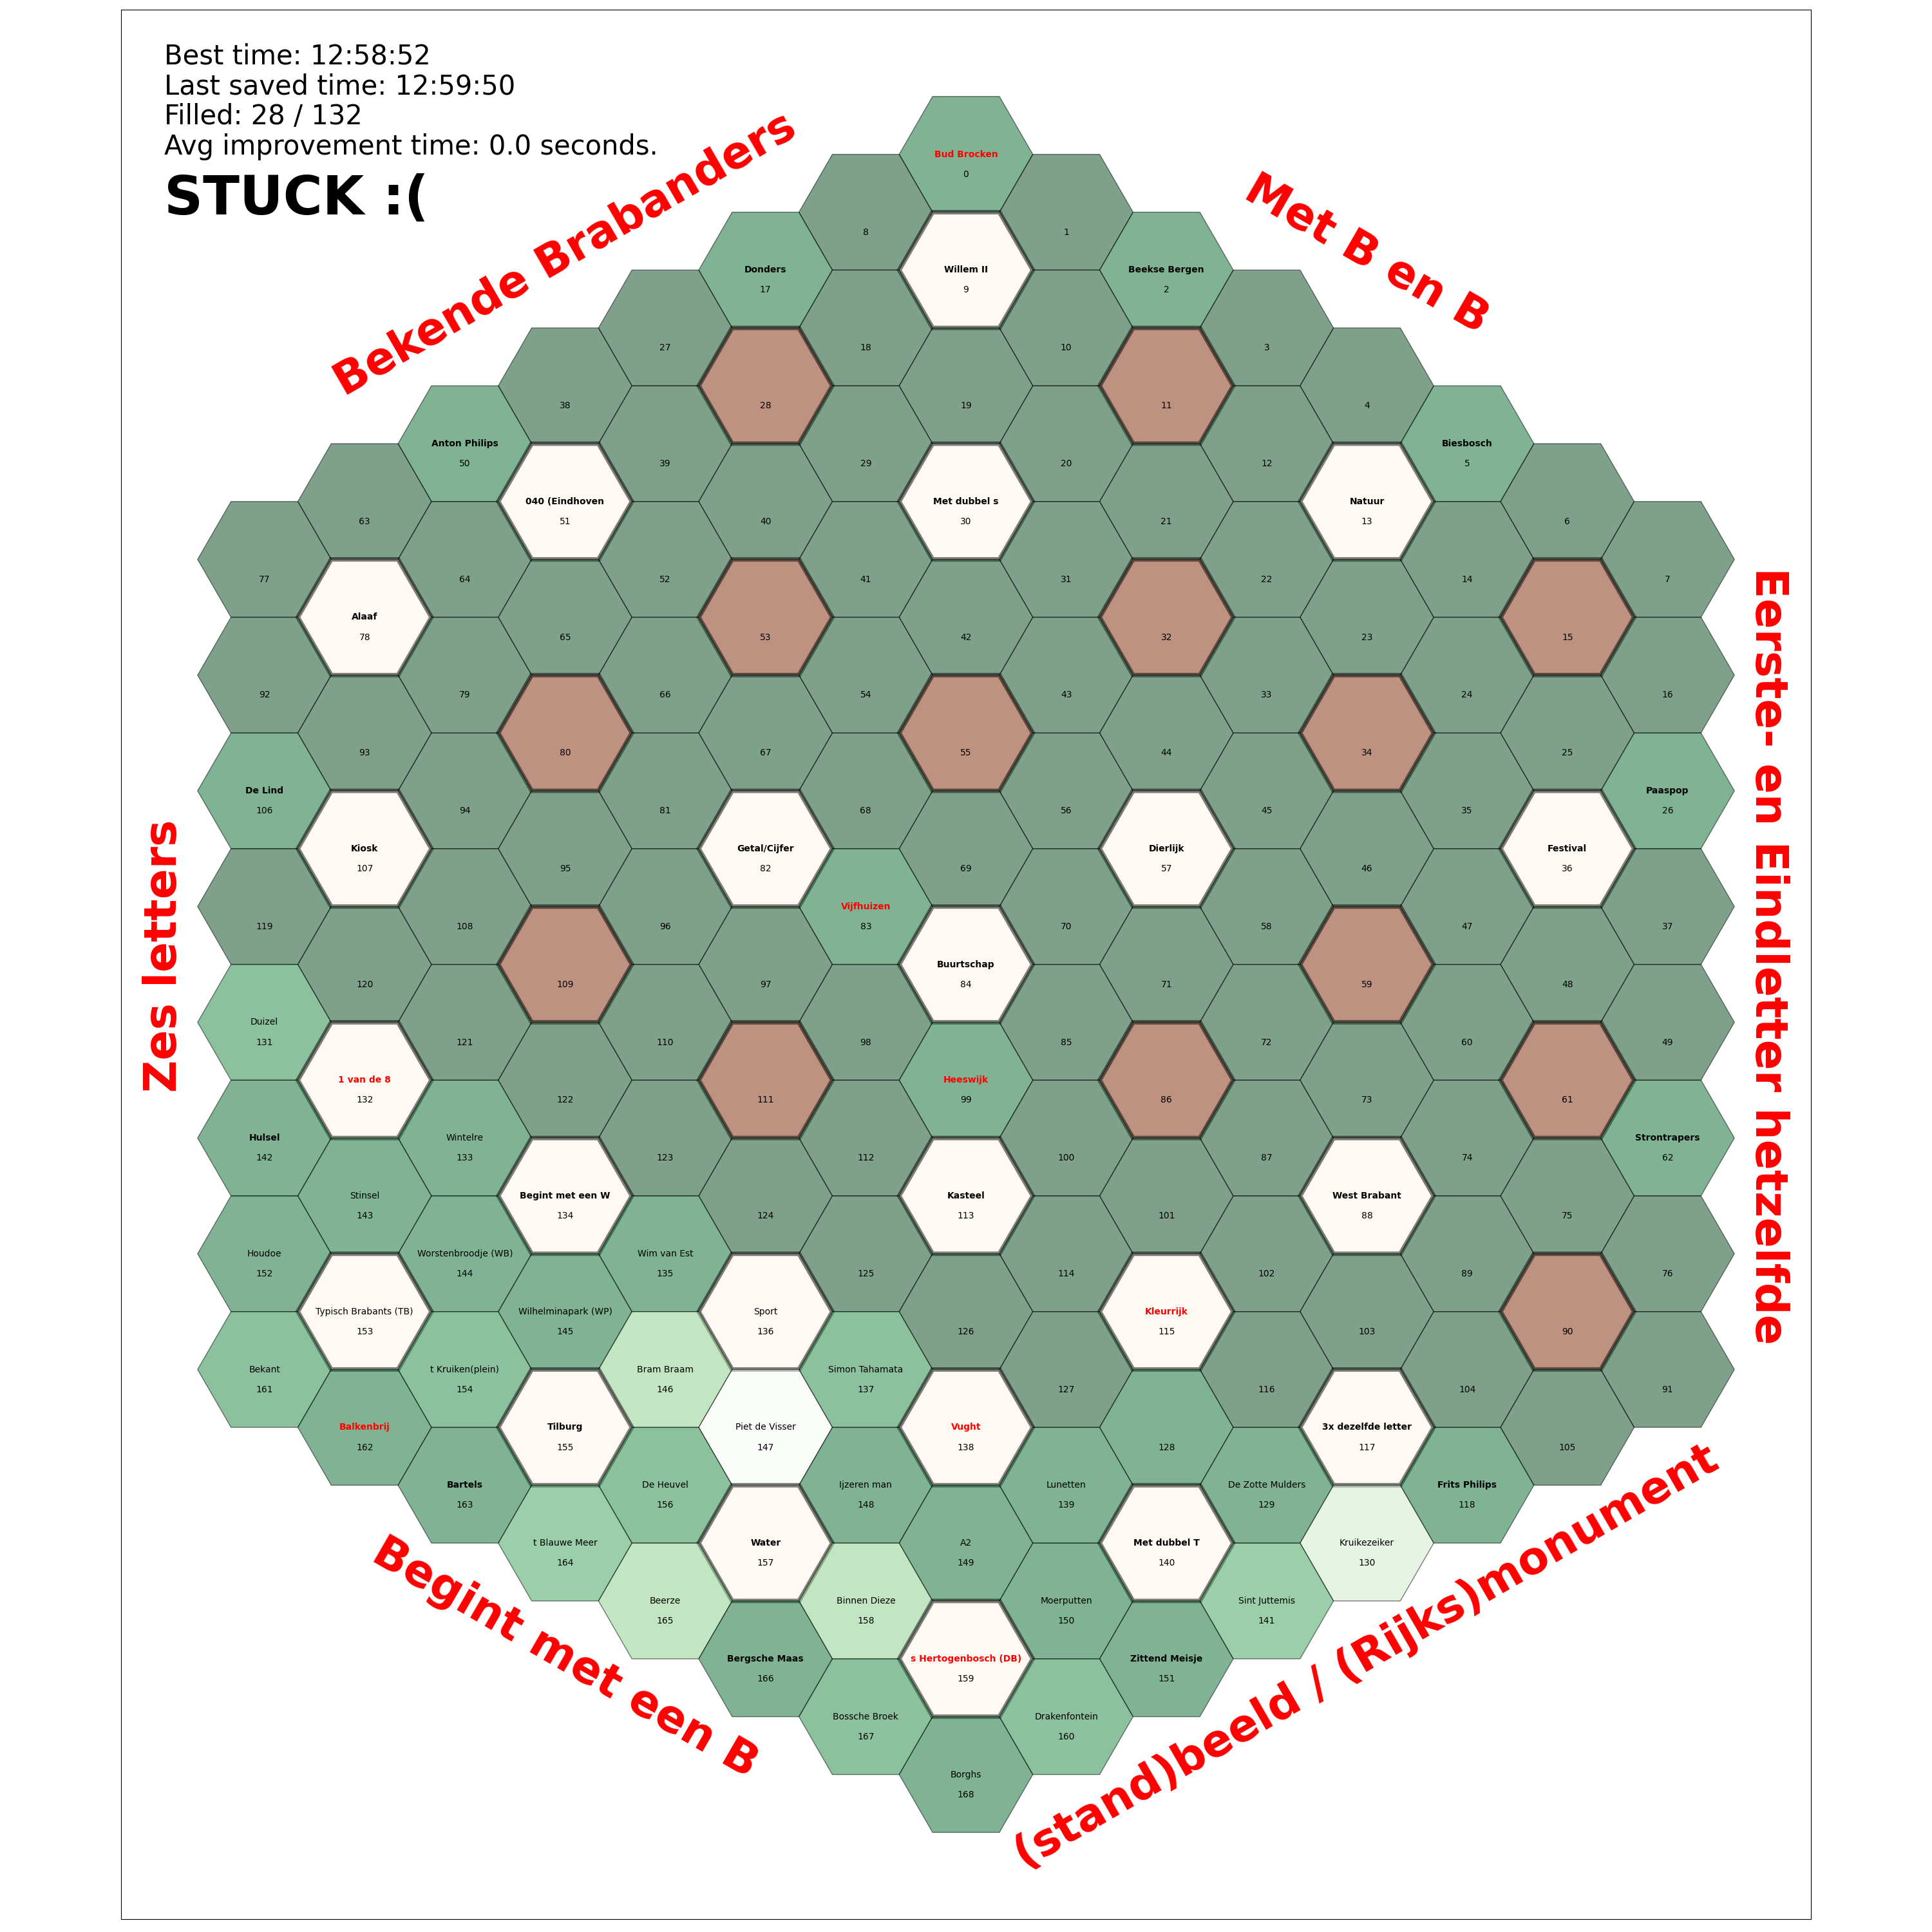 Best time: 12:58:52
Last saved time: 12:59:50
Filled: 28 / 132
Avg improvement time: 0.0 seconds.
STUCK :(
Bekende Brabanders
Met B en B
Eerste- en Eindletter hetzelfde
(stand)beeld / (Rijks)monument
Begint met een B
Zes letters
Bud Brocken
0
8
1
Donders
17
Willem II
9
Beekse Bergen
2
27
18
10
3
38
28
19
11
4
Anton Philips
50
39
29
20
12
Biesbosch
5
63
040 (Eindhoven
51
40
Met dubbel s
30
21
Natuur
13
6
77
64
52
41
31
22
14
7
Alaaf
78
65
53
42
32
23
15
92
79
66
54
43
33
24
16
93
80
67
55
44
34
25
De Lind
106
94
81
68
56
45
35
Paaspop
26
Kiosk
107
95
Getal/Cijfer
82
69
Dierlijk
57
46
Festival
36
119
108
96
Vijfhuizen
83
70
58
47
37
120
109
97
Buurtschap
84
71
59
48
Duizel
131
121
110
98
85
72
60
49
1 van de 8
132
122
111
Heeswijk
99
86
73
61
Hulsel
142
Wintelre
133
123
112
100
87
74
Strontrapers
62
Stinsel
143
Begint met een W
134
124
Kasteel
113
101
West Brabant
88
75
Houdoe
152
Worstenbroodje (WB)
144
Wim van Est
135
125
114
102
89
76
Typisch Brabants (TB)
153
Wilhelminapark (WP)
145
Sport
136
126
Kleurrijk
115
103
90
Bekant
161
t Kruiken(plein)
154
Bram Braam
146
Simon Tahamata
137
127
116
104
91
Balkenbrij
162
Tilburg
155
Piet de Visser
147
Vught
138
128
3x dezelfde letter
117
105
Bartels
163
De Heuvel
156
Ijzeren man
148
Lunetten
139
De Zotte Mulders
129
Frits Philips
118
t Blauwe Meer
164
Water
157
A2
149
Met dubbel T
140
Kruikezeiker
130
Beerze
165
Binnen Dieze
158
Moerputten
150
Sint Juttemis
141
Bergsche Maas
166
s Hertogenbosch (DB)
159
Zittend Meisje
151
Bossche Broek
167
Drakenfontein
160
Borghs
168